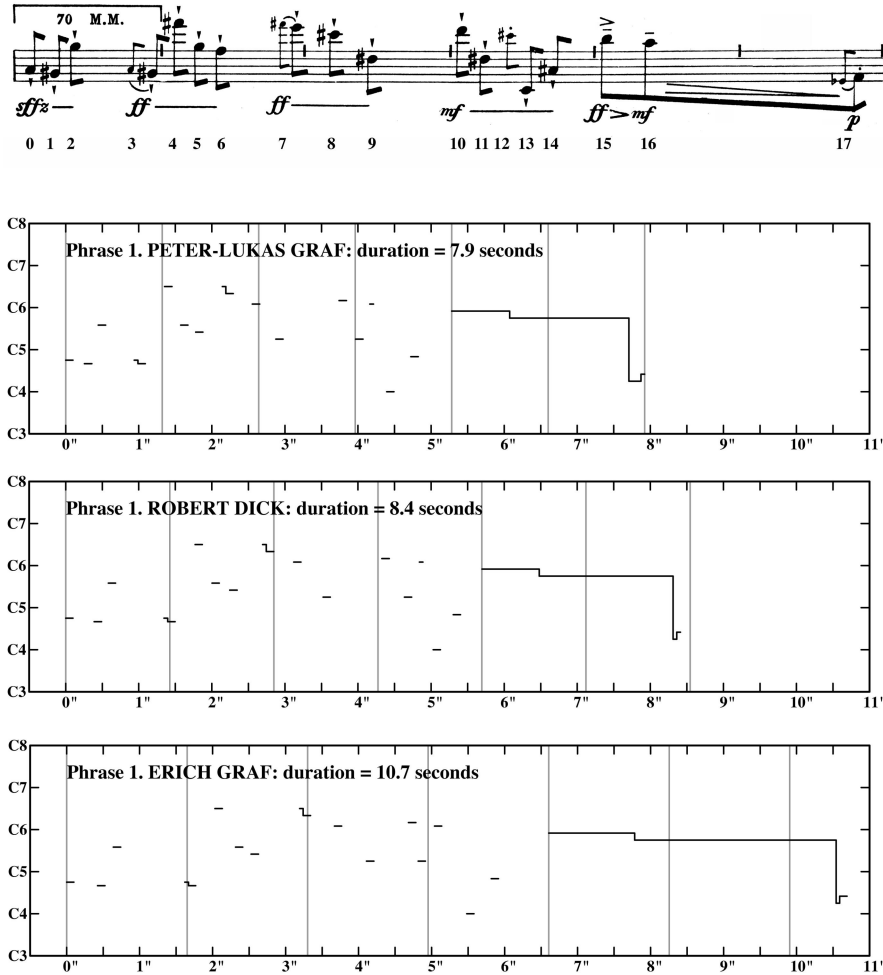 70 M.M.
sffz ff ff mf ff > mf p
0 1 2 3 4 5 6 7 8 9 10 11 12 13 14 15 16 17
C8
Phrase 1. PETER-LUKAS GRAF: duration = 7.9 seconds
C7
C6
C5
C4
C3
0" 1" 2" 3" 4" 5" 6" 7" 8" 9" 10" 11"
C8
Phrase 1. ROBERT DICK: duration = 8.4 seconds
C7
C6
C5
C4
C3
0" 1" 2" 3" 4" 5" 6" 7" 8" 9" 10" 11"
C8
Phrase 1. ERICH GRAF: duration = 10.7 seconds
C7
C6
C5
C4
C3
0" 1" 2" 3" 4" 5" 6" 7" 8" 9" 10" 11"